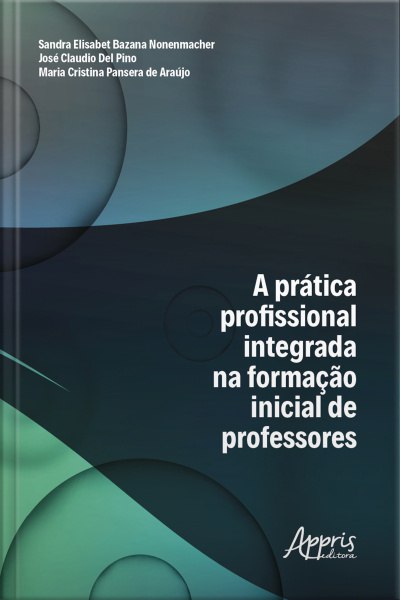 Sandra Elisabet Bazana Nonenmacher
José Claudio Del Pino
Maria Cristina Pansera de Araújo
A prática
profissional
integrada
na formação
inicial de
professores
Appris
editora